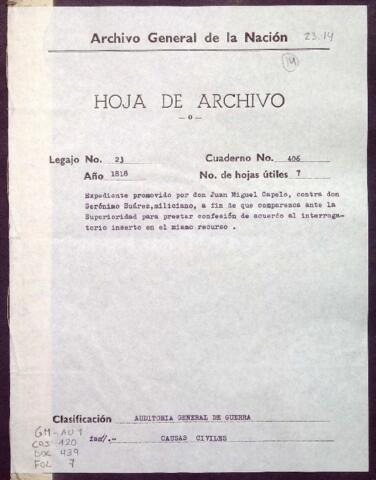 Archivo General de la Nación 23.14
14
HOJA DE ARCHIVO
—o—
Legajo No. 23 Cuaderno No. 406
Año 1818 No. de hojas útiles 7
Expediente promovido por don Juan Miguel Capelo, contra don
Gerónimo Suárez,miliciano, a fin de que comparezca ante la
Superioridad para prestar confesión de acuerdo al interroga-
torio inserto en el mismo recurso .
Clasificación AUDITORIA GENERAL DE GUERRA
fmd/.- CAUSAS CIVILES
GM-AU 1
CAJ 120
DOC 439
FOL 7